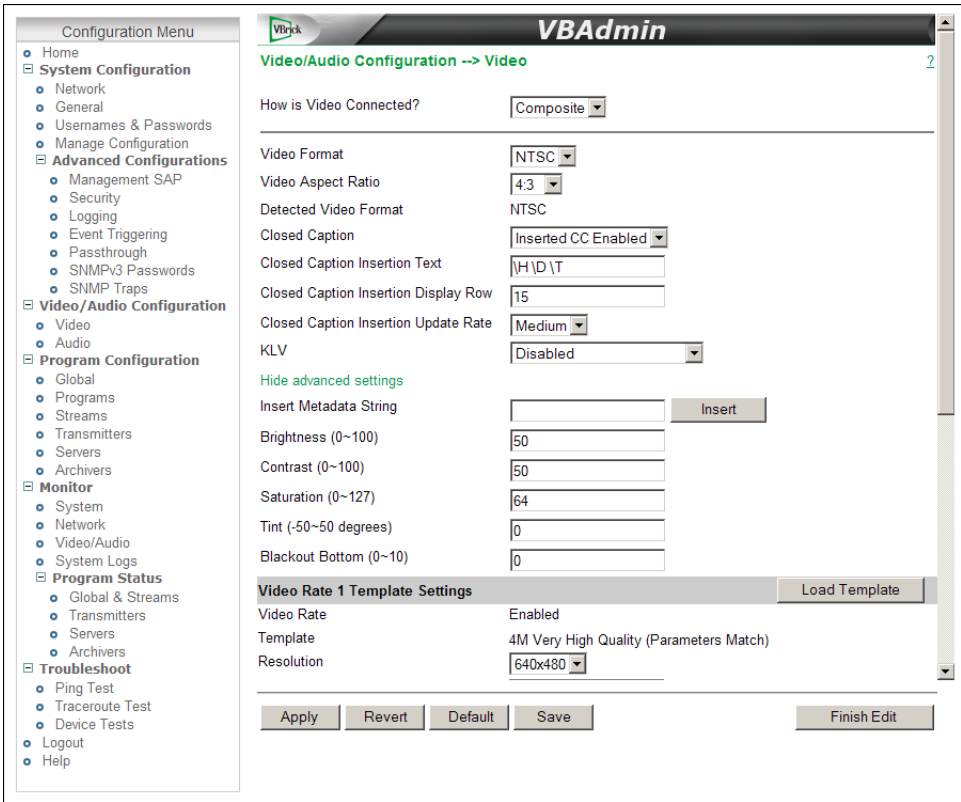 Configuration Menu
Home
System Configuration
Network
General
Usernames & Passwords
Manage Configuration
Advanced Configurations
Management SAP
Security
Logging
Event Triggering
Passthrough
SNMPv3 Passwords
SNMP Traps
Video/Audio Configuration
Video
Audio
Program Configuration
Global
Programs
Streams
Transmitters
Servers
Archivers
Monitor
System
Network
Video/Audio
System Logs
Program Status
Global & Streams
Transmitters
Servers
Archivers
Troubleshoot
Ping Test
Traceroute Test
Device Tests
Logout
Help
VBrick VBAdmin
Video/Audio Configuration --> Video ?
How is Video Connected? Composite
Video Format NTSC
Video Aspect Ratio 4:3
Detected Video Format NTSC
Closed Caption Inserted CC Enabled
Closed Caption Insertion Text \H \D \T
Closed Caption Insertion Display Row 15
Closed Caption Insertion Update Rate Medium
KLV Disabled
Hide advanced settings
Insert Metadata String Insert
Brightness (0~100) 50
Contrast (0~100) 50
Saturation (0~127) 64
Tint (-50~50 degrees) 0
Blackout Bottom (0~10) 0
Video Rate 1 Template Settings Load Template
Video Rate Enabled
Template 4M Very High Quality (Parameters Match)
Resolution 640x480
Apply Revert Default Save Finish Edit